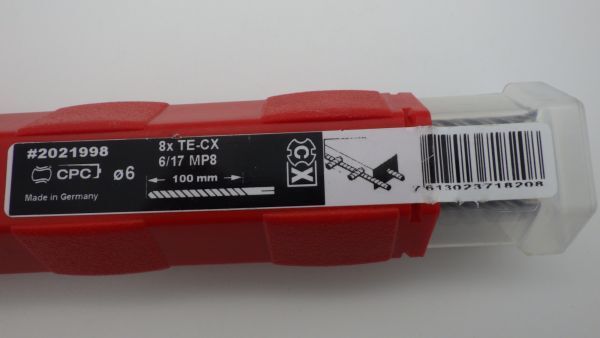 #2021998
CPC
ø6
Made in Germany
8x TE-CX
6/17 MP8
100 mm
CX
7613023718208